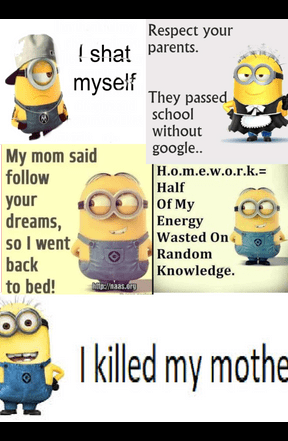 I shat
myself
Respect your
parents.
They passed
school
without
google..
My mom said
follow
your
dreams,
so I went
back
to bed!
http://naas.org
H.o.m.e.w.o.r.k.=
Half
Of My
Energy
Wasted On
Random
Knowledge.
I killed my mothe